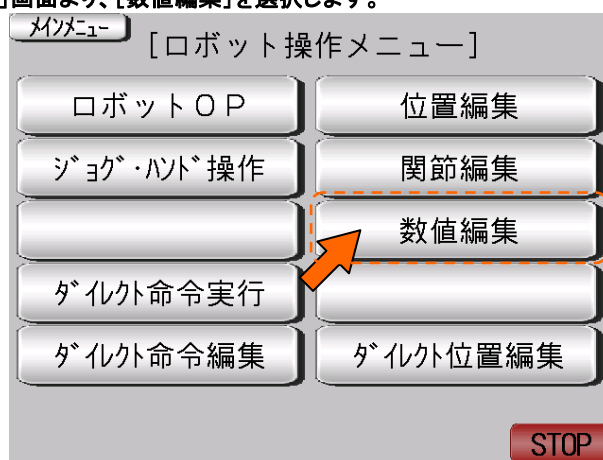 ]画面より、[数値編集]を選択します。
ﾒｲﾝﾒﾆｭｰ
[ロボット操作メニュー]
ロボットＯＰ 位置編集
ｼﾞｮｸﾞ・ﾊﾝﾄﾞ操作 関節編集
数値編集
ﾀﾞｲﾚｸﾄ命令実行
ﾀﾞｲﾚｸﾄ命令編集 ﾀﾞｲﾚｸﾄ位置編集
STOP